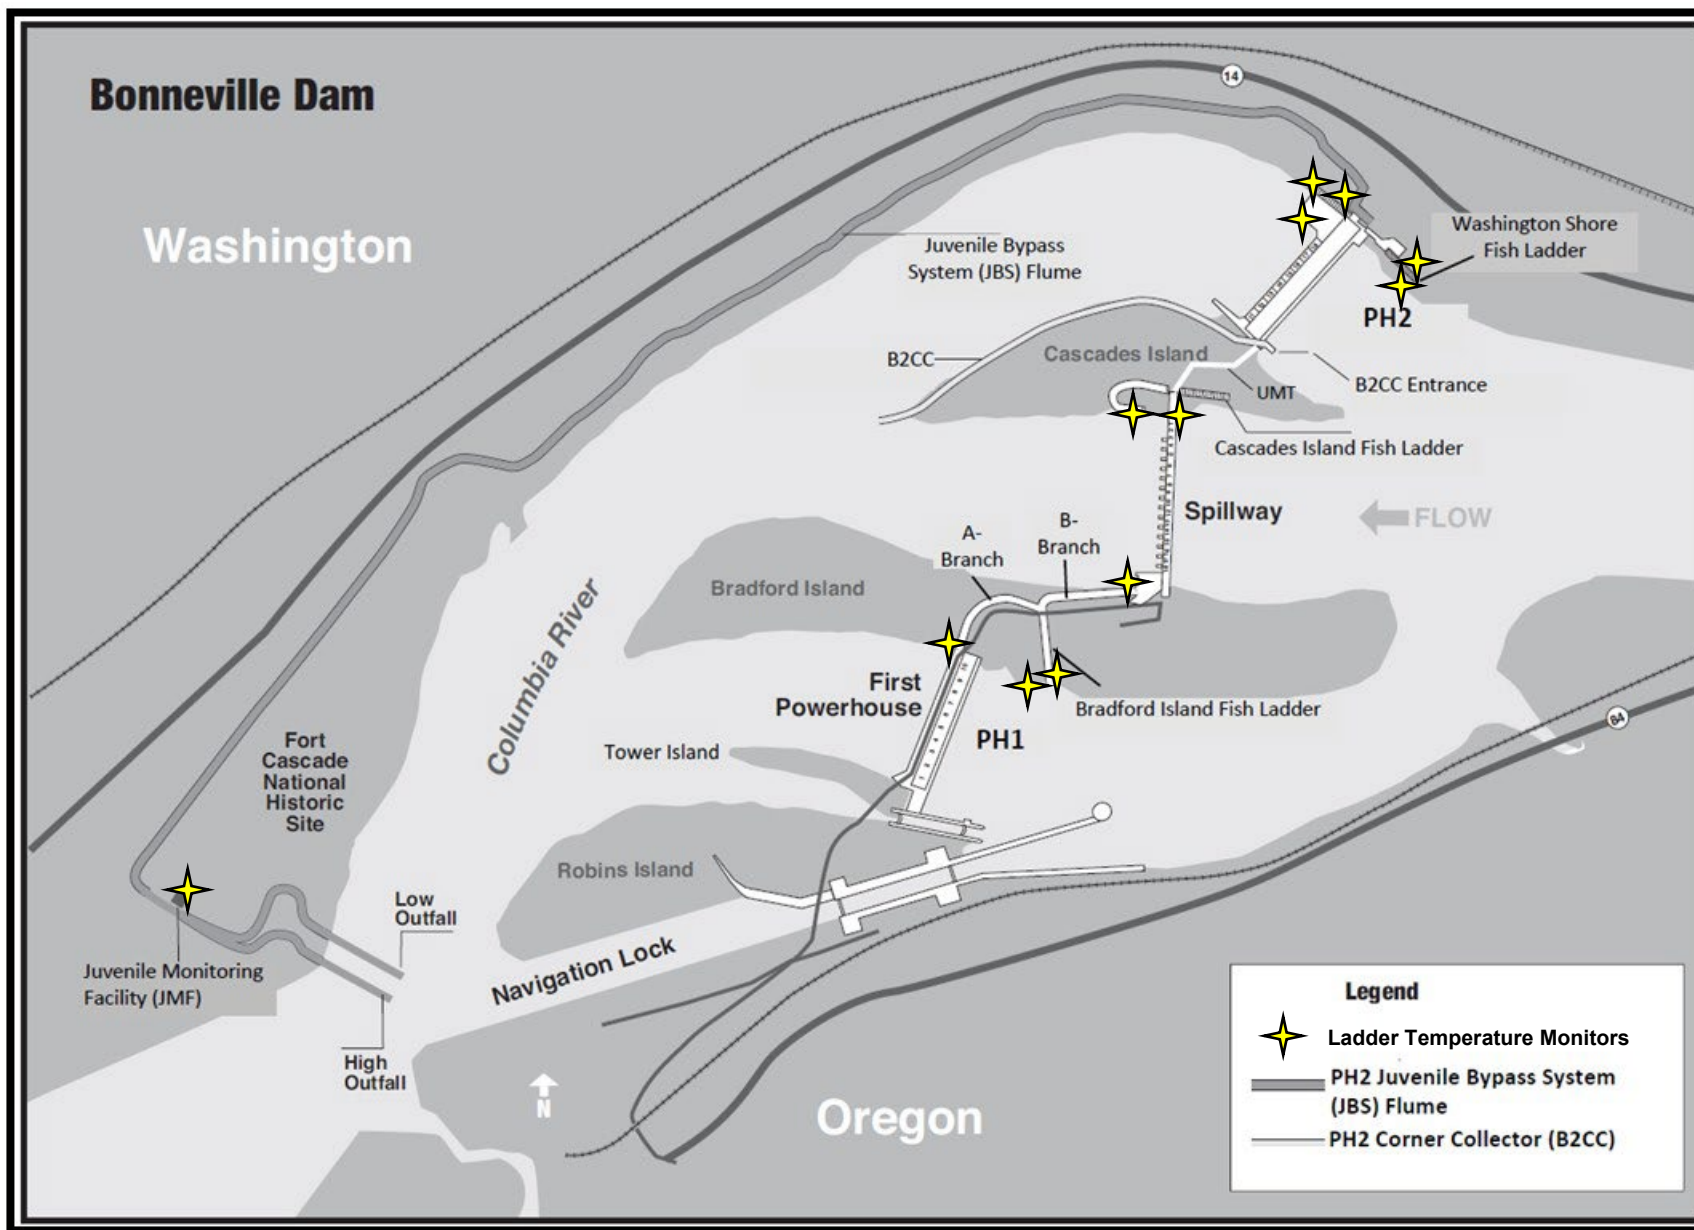 Bonneville Dam
14
Washington
Washington Shore
Fish Ladder
Juvenile Bypass
System (JBS) Flume
PH2
B2CC
Cascades Island
UMT
B2CC Entrance
Cascades Island Fish Ladder
Spillway
FLOW
A-
Branch
B-
Branch
Bradford Island
Columbia River
First
Powerhouse
Bradford Island Fish Ladder
PH1
84
Tower Island
Fort
Cascade
National
Historic
Site
Robins Island
Low
Outfall
Navigation Lock
Juvenile Monitoring
Facility (JMF)
High
Outfall
N
Oregon
Legend
Ladder Temperature Monitors
PH2 Juvenile Bypass System
(JBS) Flume
PH2 Corner Collector (B2CC)